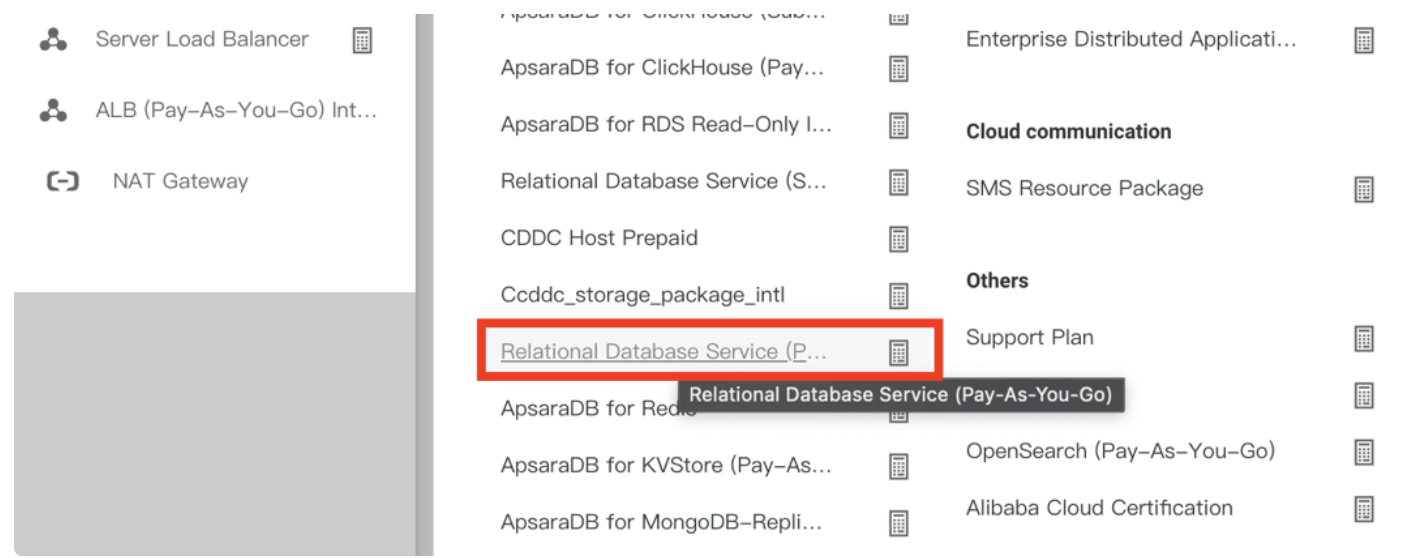 Server Load Balancer
ALB (Pay-As-You-Go) Int...
NAT Gateway
ApsaraDB for ClickHouse (Sub...
ApsaraDB for ClickHouse (Pay...
ApsaraDB for RDS Read-Only I...
Relational Database Service (S...
CDDC Host Prepaid
Ccddc_storage_package_intl
Relational Database Service (P...
Relational Database Service (Pay-As-You-Go)
ApsaraDB for Redis
ApsaraDB for KVStore (Pay-As...
ApsaraDB for MongoDB-Repli...
Enterprise Distributed Applicati...
Cloud communication
SMS Resource Package
Others
Support Plan
OpenSearch (Pay-As-You-Go)
Alibaba Cloud Certification